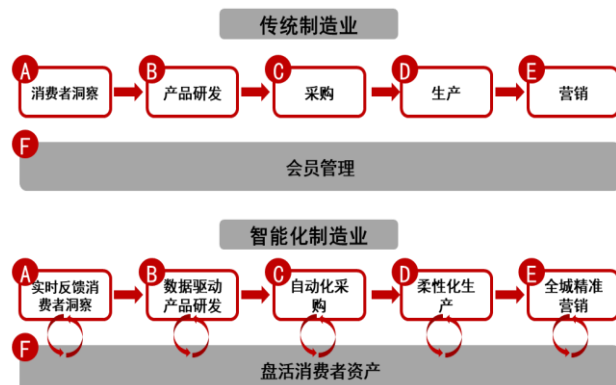 传统制造业
A B C D E
消费者洞察 产品研发 采购 生产 营销
F
会员管理
智能化制造业
A B C D E
实时反馈消 数据驱动 自动化采 柔性化生 全城精准
费者洞察 产品研发 购 产 营销
F
盘活消费者资产